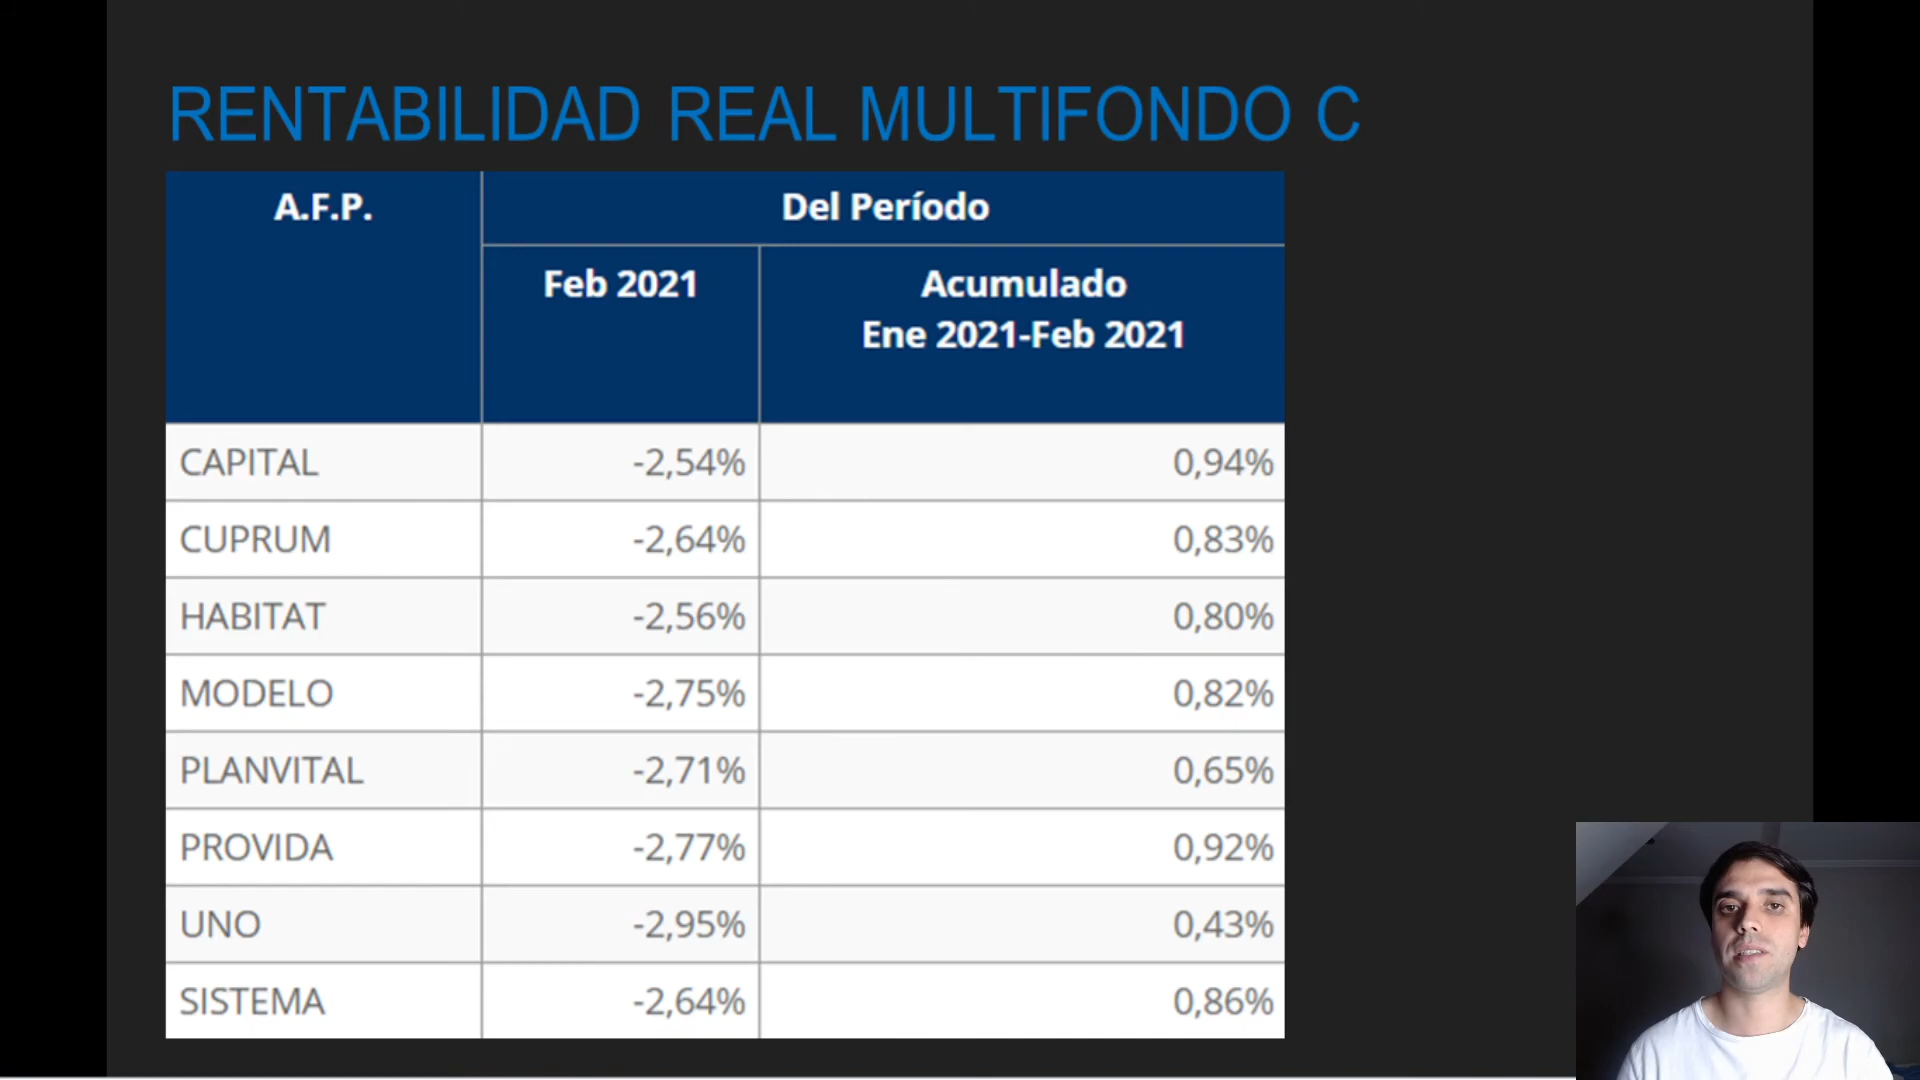 RENTABILIDAD REAL MULTIFONDO C
A.F.P. Del Período
Feb 2021 Acumulado
Ene 2021-Feb 2021
CAPITAL -2,54% 0,94%
CUPRUM -2,64% 0,83%
HABITAT -2,56% 0,80%
MODELO -2,75% 0,82%
PLANVITAL -2,71% 0,65%
PROVIDA -2,77% 0,92%
UNO -2,95% 0,43%
SISTEMA -2,64% 0,86%